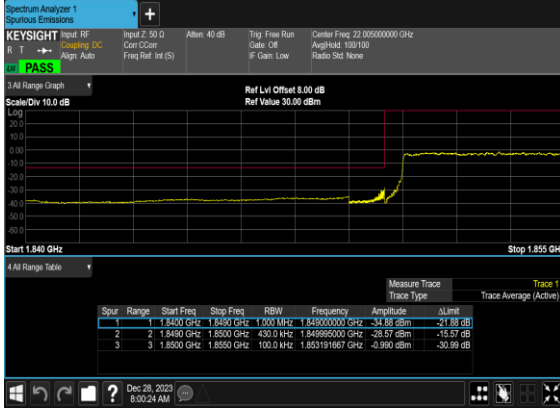 Spectrum Analyzer 1
Spurious Emissions
+
KEYSIGHT Input: RF Input Z: 50 Ω Atten: 40 dB Trig: Free Run Center Freq: 22.005000000 GHz
R T Coupling: DC Corr CCorr Gate: Off Avg|Hold: 100/100
Align: Auto Freq Ref: Int (S) IF Gain: Low Radio Std: None
LXI PASS
3 All Range Graph
Ref Lvl Offset 8.00 dB
Scale/Div 10.0 dB Ref Value 30.00 dBm
Log
20.0
10.0
0.00
-10.0
-20.0
-30.0
-40.0
-50.0
-60.0
Start 1.840 GHz Stop 1.855 GH
4 All Range Table
Measure Trace Trace 1
Trace Type Trace Average (Active)
Spur Range Start Freq Stop Freq RBW Frequency Amplitude ΔLimit
1 1 1.8400 GHz 1.8490 GHz 1.000 MHz 1.849000000 GHz -34.88 dBm -21.88 dB
2 2 1.8490 GHz 1.8500 GHz 430.0 kHz 1.849995000 GHz -28.57 dBm -15.57 dB
3 3 1.8500 GHz 1.8550 GHz 100.0 kHz 1.853191667 GHz -0.990 dBm -30.99 dB
? Dec 28, 2023
8:00:24 AM